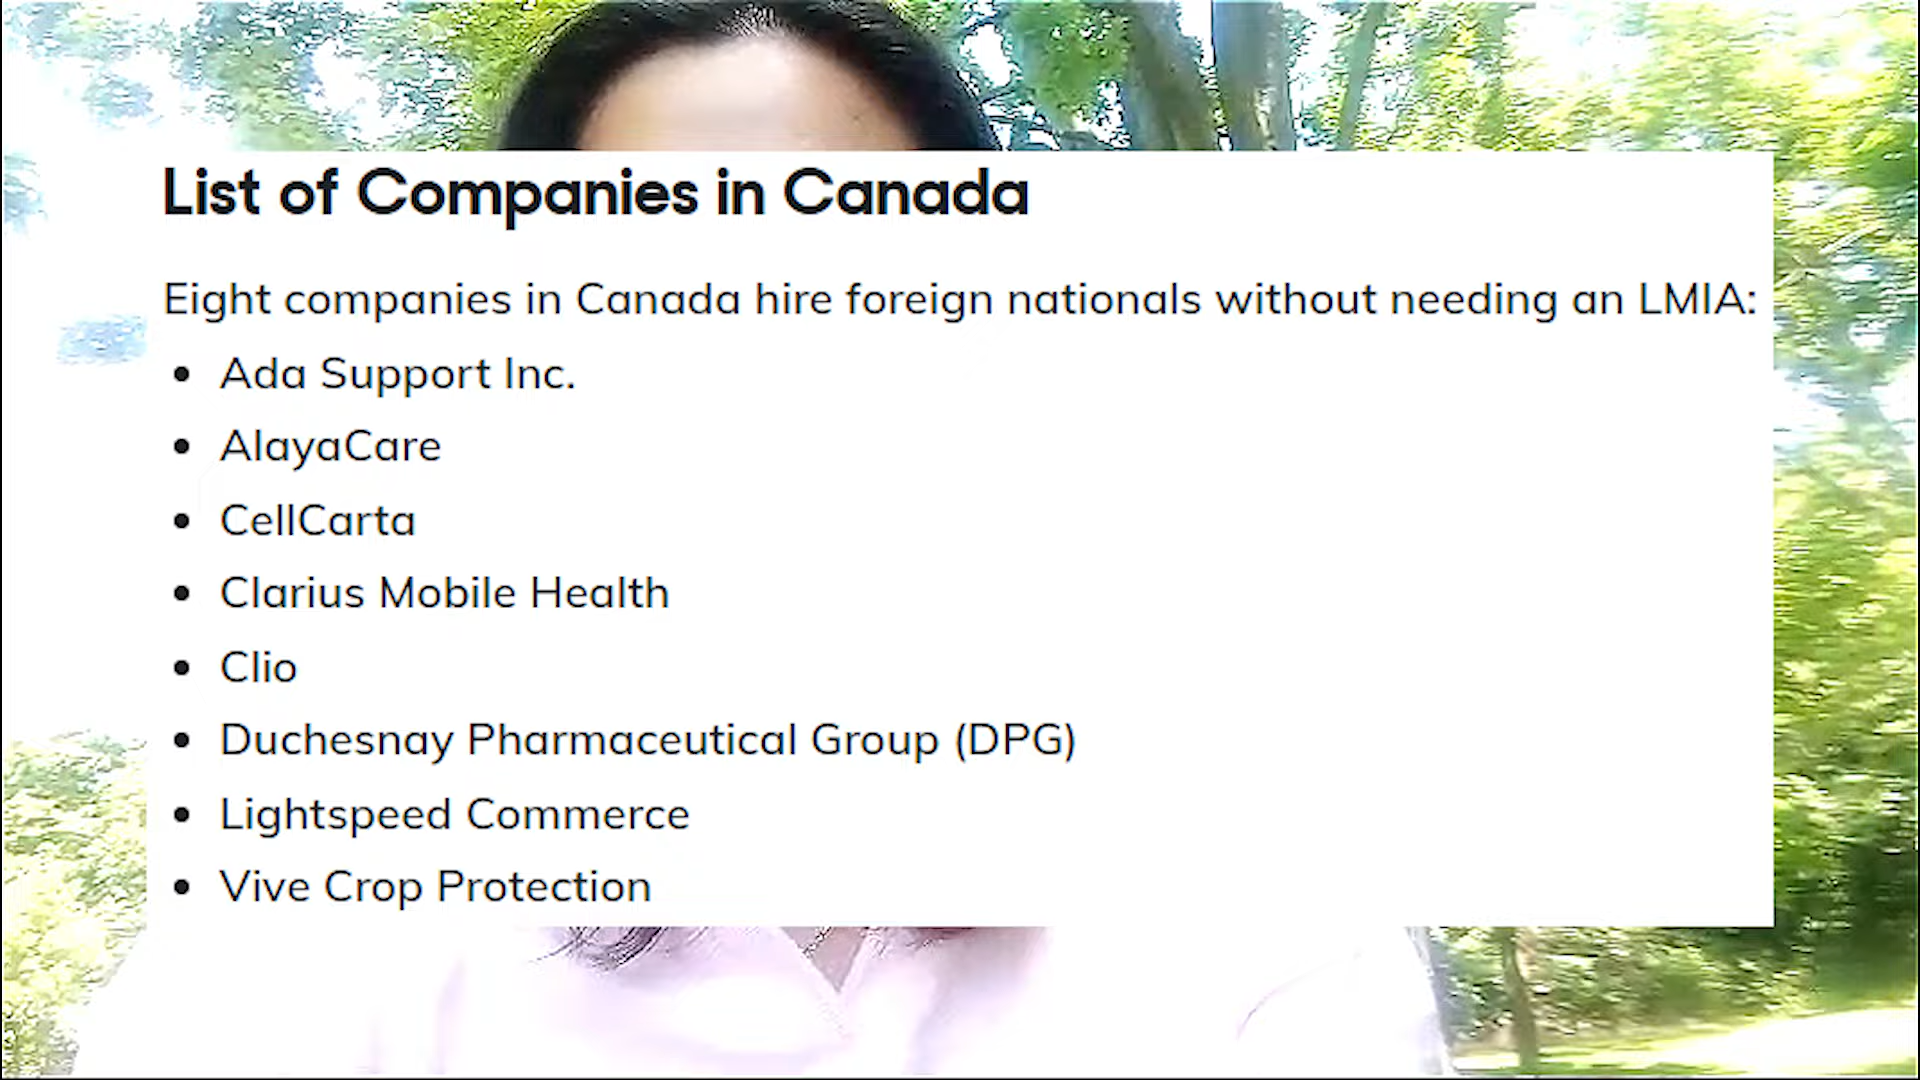 List of Companies in Canada
Eight companies in Canada hire foreign nationals without needing an LMIA:
• Ada Support Inc.
• AlayaCare
• CellCarta
• Clarius Mobile Health
• Clio
• Duchesnay Pharmaceutical Group (DPG)
• Lightspeed Commerce
• Vive Crop Protection